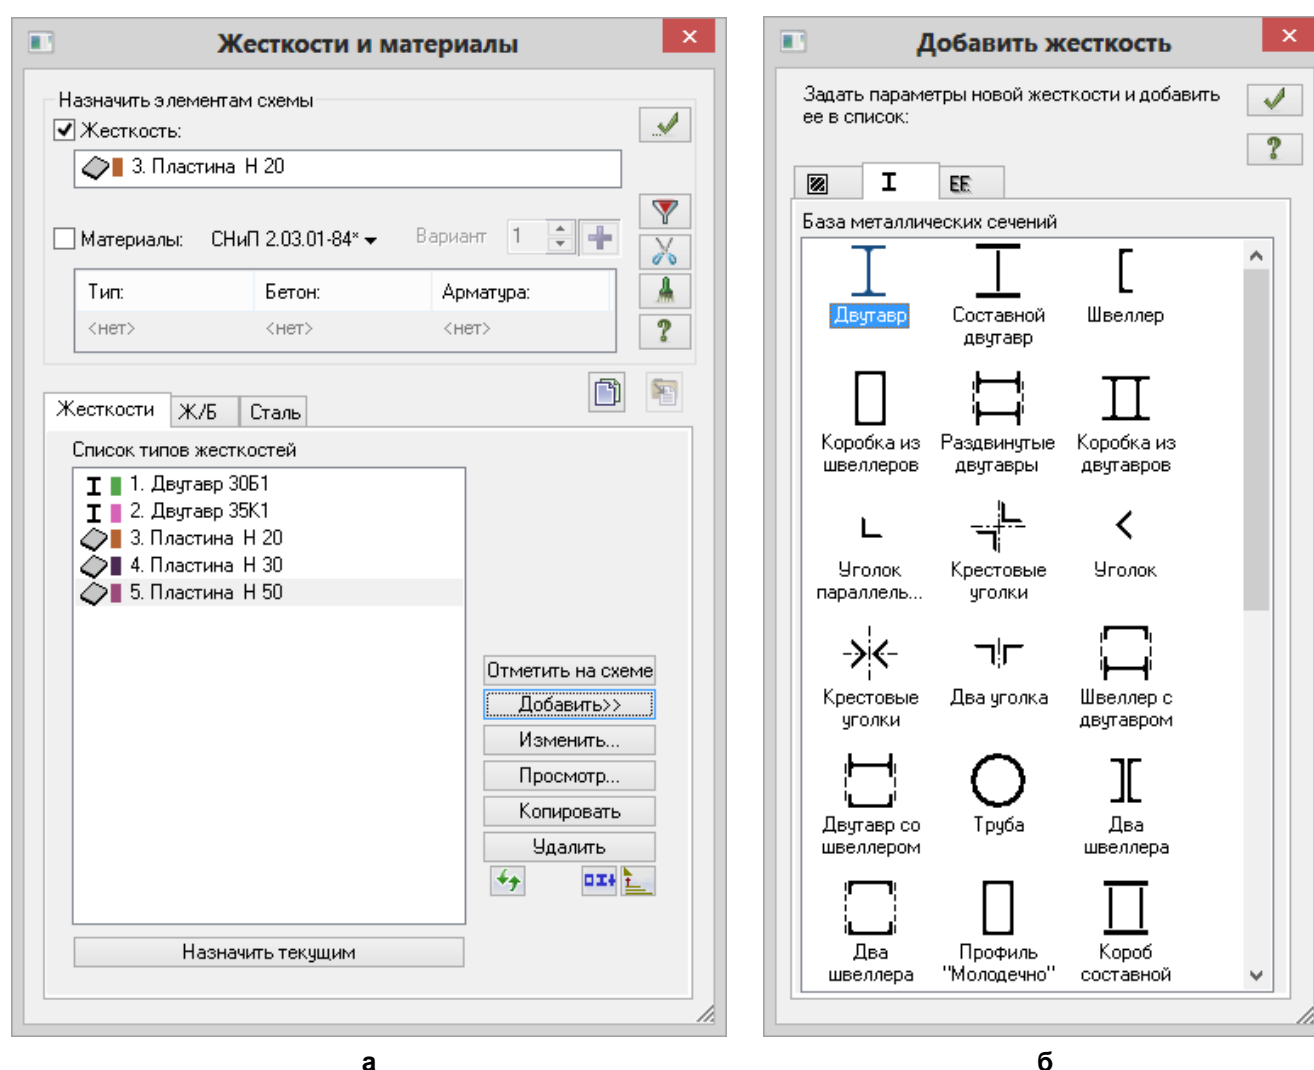 Жесткости и материалы
Назначить элементам схемы
Жесткость:
3. Пластина H 20
Материалы: СНиП 2.03.01-84* Вариант 1
Тип: Бетон: Арматура:
<нет> <нет> <нет>
Жесткости Ж/Б Сталь
Список типов жесткостей
1. Двутавр 30Б1
2. Двутавр 35К1
3. Пластина H 20
4. Пластина H 30
5. Пластина H 50
Отметить на схеме
Добавить>>
Изменить...
Просмотр...
Копировать
Удалить
Назначить текущим
а
Добавить жесткость
Задать параметры новой жесткости и добавить
ее в список:
EF.
База металлических сечений
Двутавр Составной Швеллер
двутавр
Коробка из Раздвинутые Коробка из
швеллеров двутавры двутавров
Уголок Крестовые Уголок
параллель... уголки
Крестовые Два уголка Швеллер с
уголки двутавром
Двутавр со Труба Два
швеллером швеллера
Два Профиль Короб
швеллера "Молодечно" составной
б